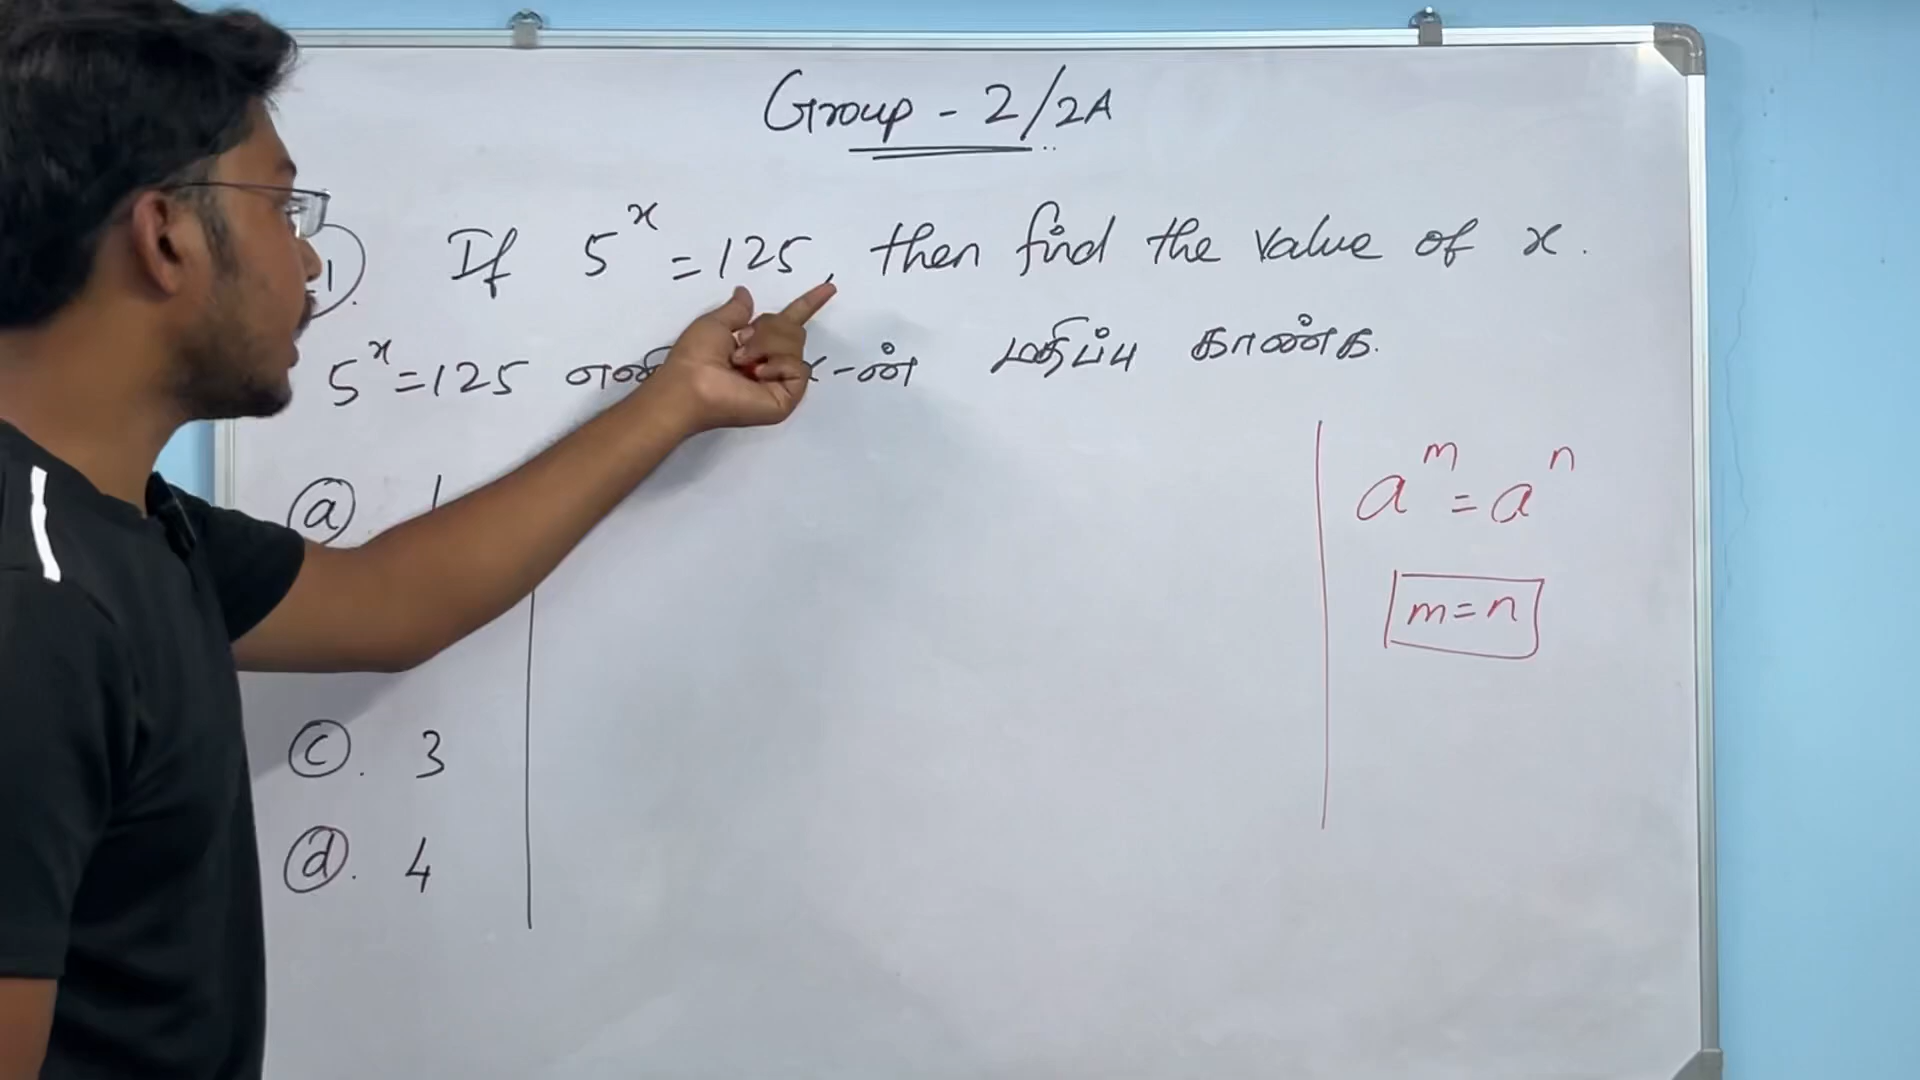 Group - 2/2A
1. If 5ˣ = 125, then find the value of x.
5ˣ = 125 x-ன் மதிப்பு காண்க.
ⓐ. 1
ⓒ. 3
ⓓ. 4
aᵐ = aⁿ
m = n